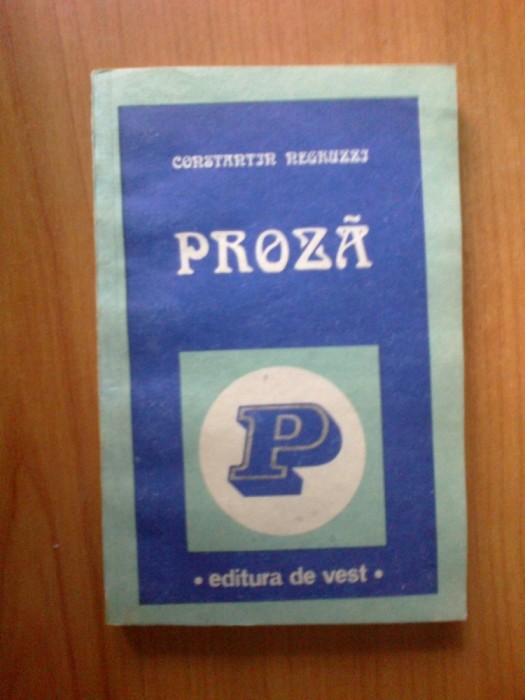 CONSTANTIN NEGRUZZI
PROZĂ
P
• editura de vest •